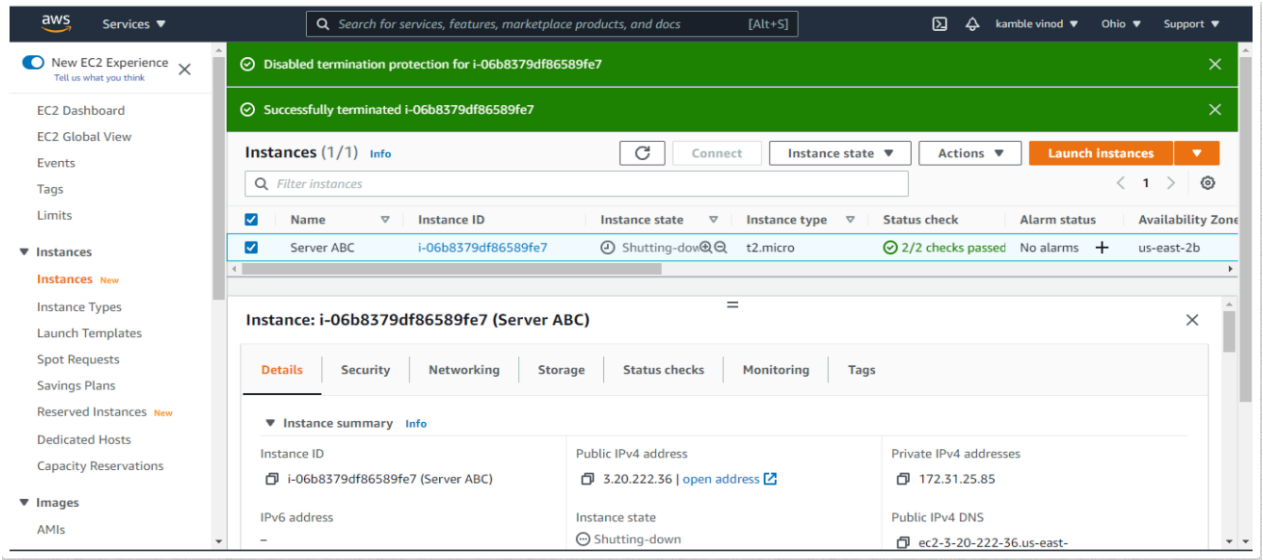 aws Services ▼ Search for services, features, marketplace products, and docs [Alt+S] kamble vinod ▼ Ohio ▼ Support ▼
New EC2 Experience
Tell us what you think
EC2 Dashboard
EC2 Global View
Events
Tags
Limits
▼ Instances
Instances New
Instance Types
Launch Templates
Spot Requests
Savings Plans
Reserved Instances New
Dedicated Hosts
Capacity Reservations
▼ Images
AMIs
Disabled termination protection for i-06b8379df86589fe7
Successfully terminated i-06b8379df86589fe7
Instances (1/1) Info Connect Instance state ▼ Actions ▼ Launch instances ▼
Filter instances < 1 >
Name Instance ID Instance state Instance type Status check Alarm status Availability Zone
Server ABC i-06b8379df86589fe7 Shutting-dow t2.micro 2/2 checks passed No alarms + us-east-2b
Instance: i-06b8379df86589fe7 (Server ABC)
Details Security Networking Storage Status checks Monitoring Tags
▼ Instance summary Info
Instance ID Public IPv4 address Private IPv4 addresses
i-06b8379df86589fe7 (Server ABC) 3.20.222.36 | open address 172.31.25.85
IPv6 address Instance state Public IPv4 DNS
– Shutting-down ec2-3-20-222-36.us-east-